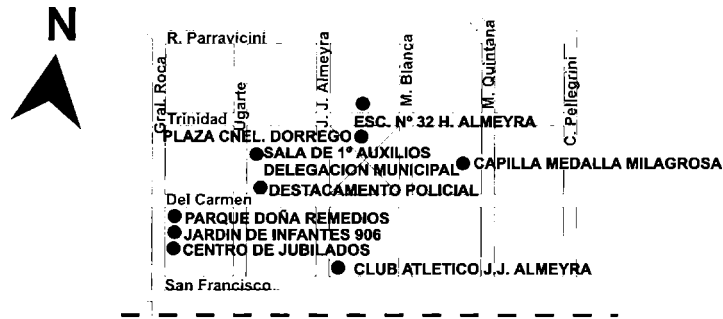 N
R. Parravicini
Gral. Roca
Ugarte
J. J. Almeyra
M. Blanca
M. Quintana
C. Pellegrini
ESC. Nº 32 H. ALMEYRA
Trinidad
PLAZA CNEL. DORREGO
SALA DE 1º AUXILIOS
DELEGACION MUNICIPAL
CAPILLA MEDALLA MILAGROSA
DESTACAMENTO POLICIAL
Del Carmen
PARQUE DOÑA REMEDIOS
JARDIN DE INFANTES 906
CENTRO DE JUBILADOS
CLUB ATLETICO J.J. ALMEYRA
San Francisco